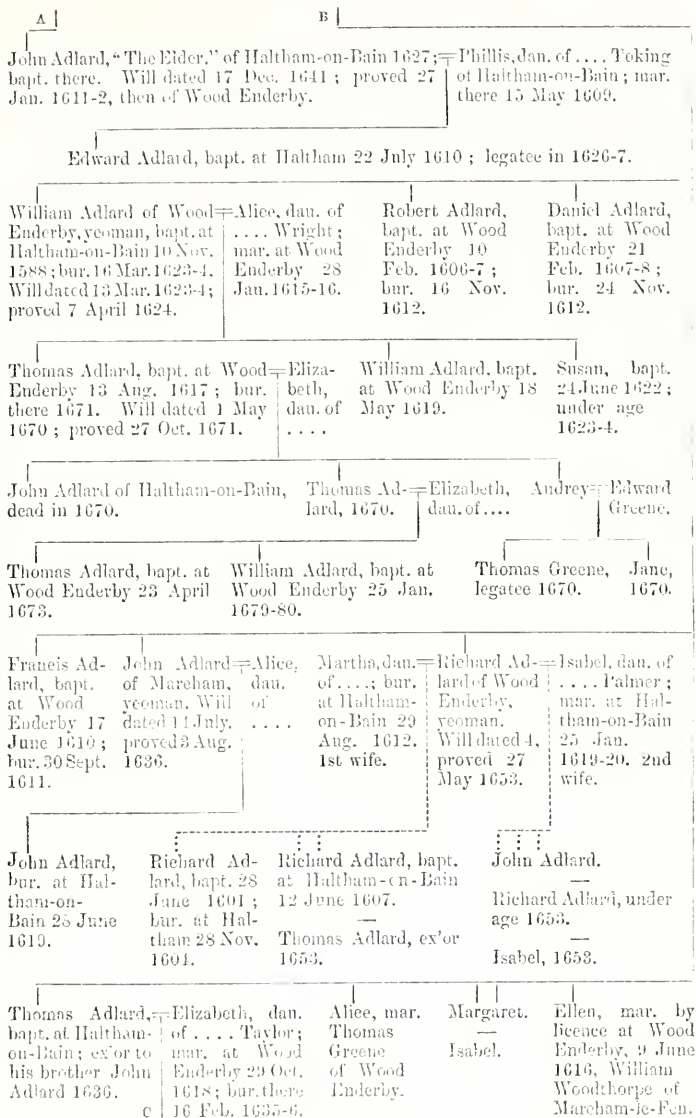 A B
John Adlard, "The Elder," of Haltham-on-Bain 1627;
bapt. there. Will dated 17 Dec. 1641; proved 27
Jan. 1611-2, then of Wood Enderby.
Phillis, dau. of .... Toking
of Haltham-on-Bain; mar.
there 15 May 1609.
Edward Adlard, bapt. at Haltham 22 July 1610; legatee in 1626-7.
William Adlard of Wood
Enderby, yeoman, bapt. at
Haltham-on-Bain 10 Nov.
1588; bur. 16 Mar. 1623-4.
Will dated 13 Mar. 1623-4;
proved 7 April 1624.
Alice, dau. of
.... Wright;
mar. at Wood
Enderby 28
Jan. 1615-16.
Robert Adlard,
bapt. at Wood
Enderby 10
Feb. 1606-7;
bur. 16 Nov.
1612.
Daniel Adlard,
bapt. at Wood
Enderby 21
Feb. 1607-8;
bur. 24 Nov.
1612.
Thomas Adlard, bapt. at Wood
Enderby 13 Aug. 1617; bur.
there 1671. Will dated 1 May
1670; proved 27 Oct. 1671.
Eliza-
beth,
dau. of
....
William Adlard, bapt.
at Wood Enderby 18
May 1619.
Susan, bapt.
24 June 1622;
under age
1623-4.
John Adlard of Haltham-on-Bain,
dead in 1670.
Thomas Ad-
lard, 1670.
Elizabeth,
dau. of ....
Audrey
Edward
Greene.
Thomas Adlard, bapt. at
Wood Enderby 23 April
1673.
William Adlard, bapt. at
Wood Enderby 25 Jan.
1679-80.
Thomas Greene,
legatee 1670.
Jane,
1670.
Francis Ad-
lard, bapt.
at Wood
Enderby 17
June 1610;
bur. 30 Sept.
1611.
John Adlard
of Mareham,
yeoman. Will
dated 11 July,
proved 3 Aug.
1636.
Alice,
dau.
of
....
Martha, dau.
of ....; bur.
at Haltham-
on-Bain 29
Aug. 1612.
1st wife.
Richard Ad-
lard of Wood
Enderby,
yeoman.
Will dated 4,
proved 27
May 1653.
Isabel, dau. of
.... Palmer;
mar. at Hal-
tham-on-Bain
25 Jan.
1619-20. 2nd
wife.
John Adlard,
bur. at Hal-
tham-on-
Bain 28 June
1619.
Richard Ad-
lard, bapt. 28
June 1601;
bur. at Hal-
tham 28 Nov.
1604.
Richard Adlard, bapt.
at Haltham-on-Bain
12 June 1607.
—
Thomas Adlard, ex'or
1653.
John Adlard.
—
Richard Adlard, under
age 1653.
—
Isabel, 1653.
Thomas Adlard,
bapt. at Haltham-
on-Bain; ex'or to
his brother John
Adlard 1636.
C
Elizabeth, dau.
of .... Taylor;
mar. at Wood
Enderby 29 Oct.
1618; bur. there
16 Feb. 1635-6.
Alice, mar.
Thomas
Greene
of Wood
Enderby.
Margaret.
—
Isabel.
Ellen, mar. by
licence at Wood
Enderby, 9 June
1616, William
Woodthorpe of
Mareham-le-Fen.